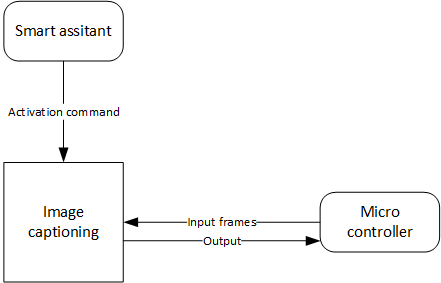 Smart assitant
Activation command
Image
captioning
Input frames
Output
Micro
controller